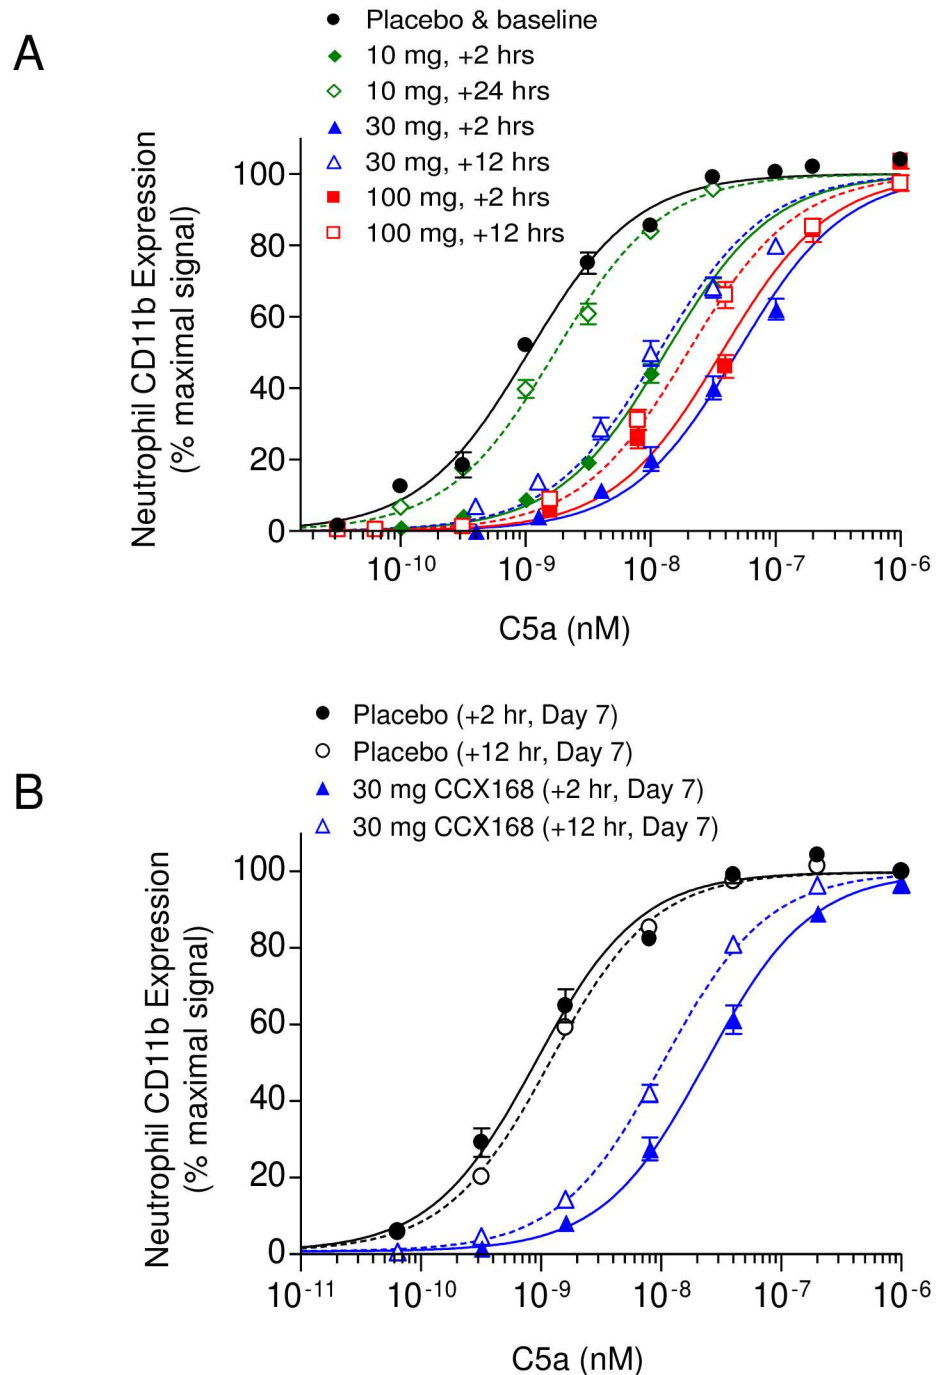 A
Placebo & baseline
10 mg, +2 hrs
10 mg, +24 hrs
30 mg, +2 hrs
30 mg, +12 hrs
100 mg, +2 hrs
100 mg, +12 hrs
Neutrophil CD11b Expression
(% maximal signal)
100
80
60
40
20
0
10-10
10-9
10-8
10-7
10-6
C5a (nM)
B
Placebo (+2 hr, Day 7)
Placebo (+12 hr, Day 7)
30 mg CCX168 (+2 hr, Day 7)
30 mg CCX168 (+12 hr, Day 7)
Neutrophil CD11b Expression
(% maximal signal)
100
80
60
40
20
0
10-11
10-10
10-9
10-8
10-7
10-6
C5a (nM)